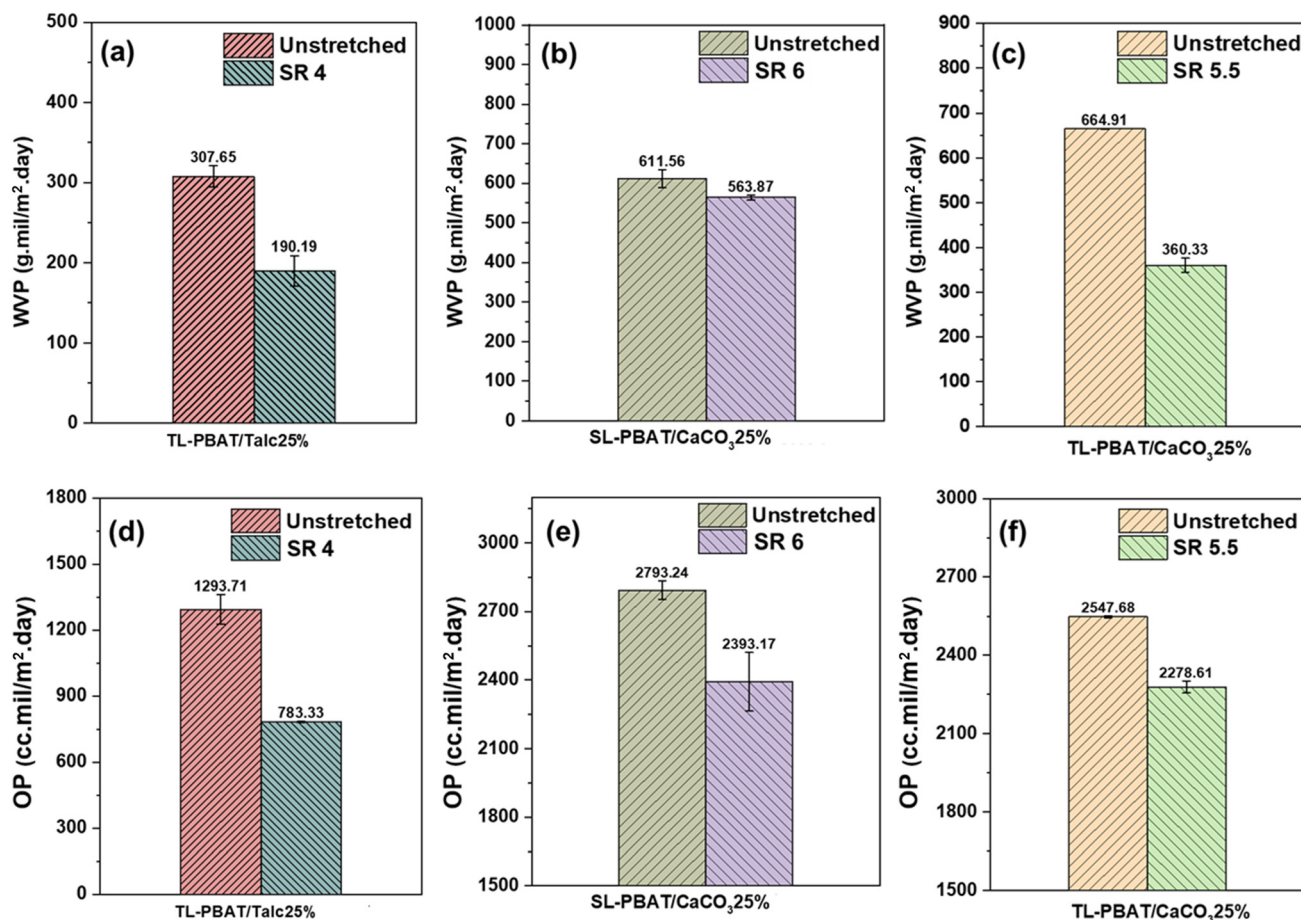 (a)
Unstretched
SR 4
WVP (g.mil/m².day)
500
400
300
200
100
0
307.65
190.19
TL-PBAT/Talc25%
(b)
Unstretched
SR 6
WVP (g.mil/m².day)
1000
900
800
700
600
500
400
300
200
100
0
611.56
563.87
SL-PBAT/CaCO₃25%
(c)
Unstretched
SR 5.5
WVP (g.mil/m².day)
900
800
700
600
500
400
300
200
100
0
664.91
360.33
TL-PBAT/CaCO₃25%
(d)
Unstretched
SR 4
OP (cc.mil/m².day)
1800
1500
1200
900
600
300
0
1293.71
783.33
TL-PBAT/Talc25%
(e)
Unstretched
SR 6
OP (cc.mil/m².day)
3000
2700
2400
2100
1800
1500
2793.24
2393.17
SL-PBAT/CaCO₃25%
(f)
Unstretched
SR 5.5
OP (cc.mil/m².day)
3000
2700
2400
2100
1800
1500
2547.68
2278.61
TL-PBAT/CaCO₃25%